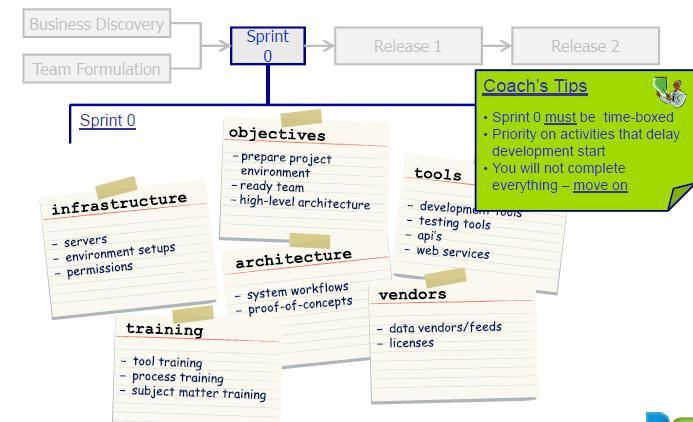 Business Discovery
Team Formulation
Sprint
0
Release 1
Release 2
Sprint 0
Coach's Tips
• Sprint 0 must be time-boxed
• Priority on activities that delay
development start
• You will not complete
everything – move on
objectives
- prepare project
environment
- ready team
- high-level architecture
tools
- development tools
- testing tools
- api's
- web services
infrastructure
- servers
- environment setups
- permissions
architecture
- system workflows
- proof-of-concepts
vendors
- data vendors/feeds
- licenses
training
- tool training
- process training
- subject matter training